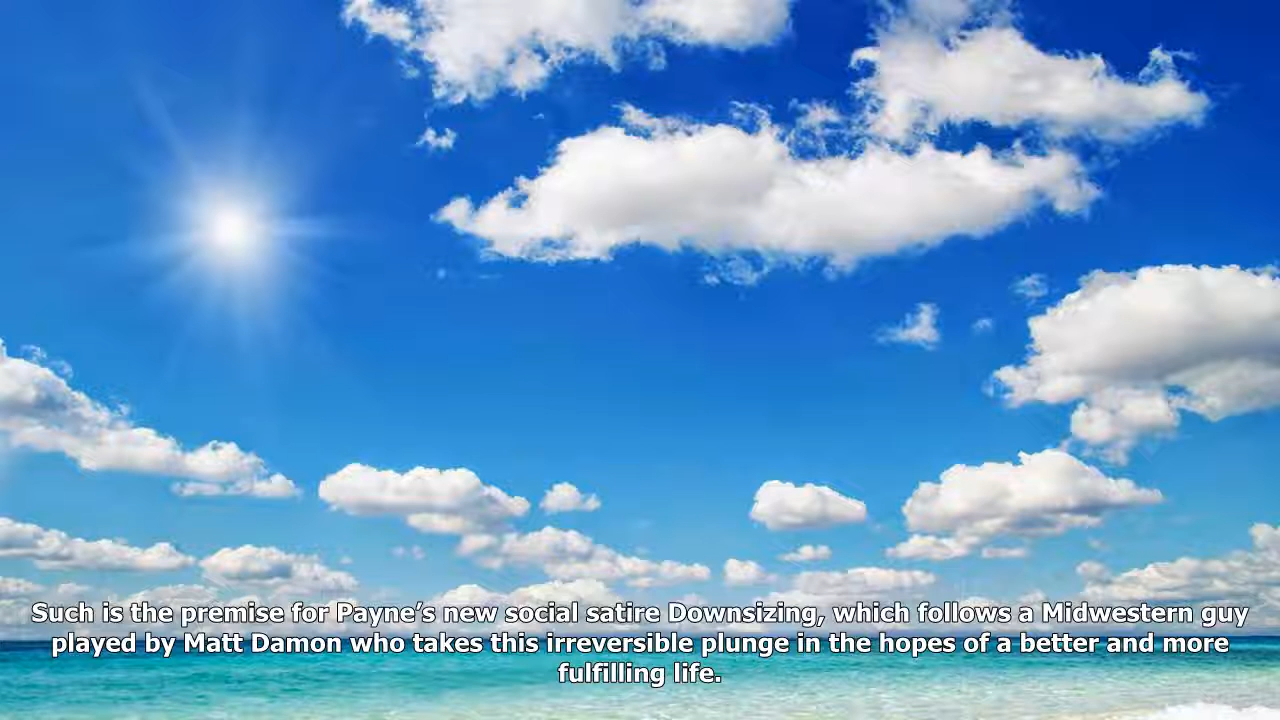 Such is the premise for Payne’s new social satire Downsizing, which follows a Midwestern guy
played by Matt Damon who takes this irreversible plunge in the hopes of a better and more
fulfilling life.